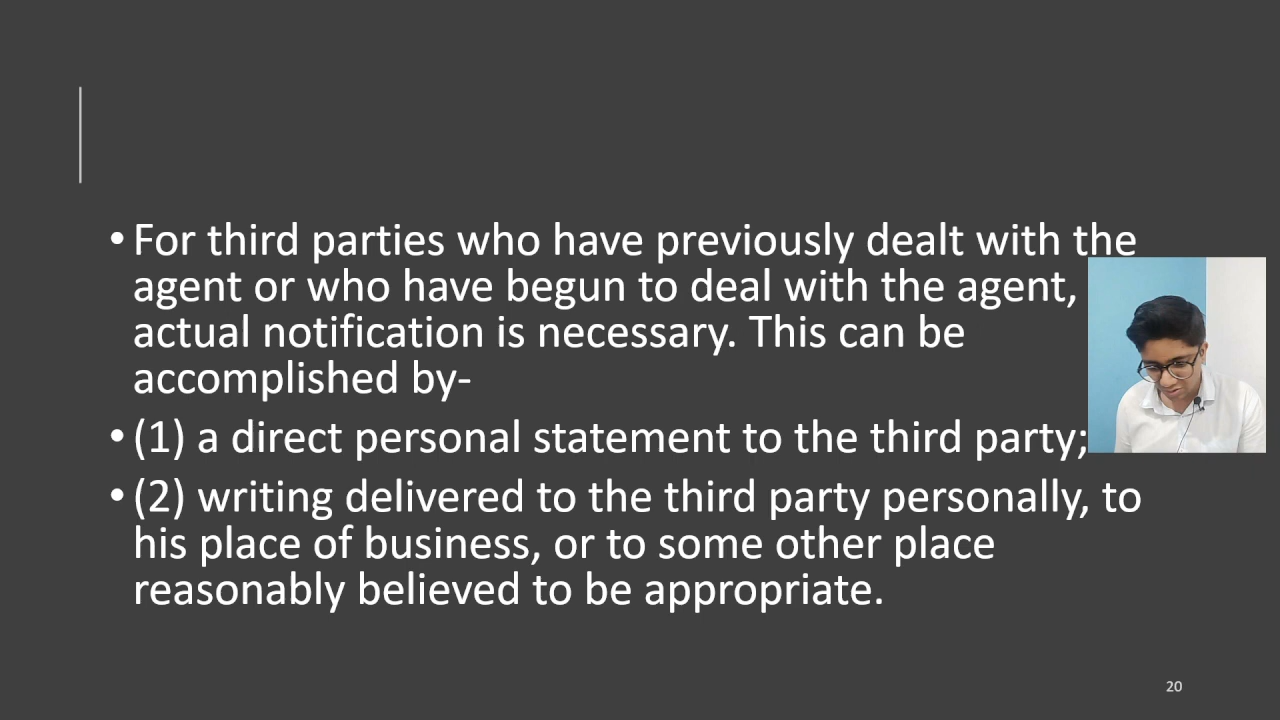 • For third parties who have previously dealt with the
agent or who have begun to deal with the agent,
actual notification is necessary. This can be
accomplished by-
• (1) a direct personal statement to the third party;
• (2) writing delivered to the third party personally, to
his place of business, or to some other place
reasonably believed to be appropriate.
20